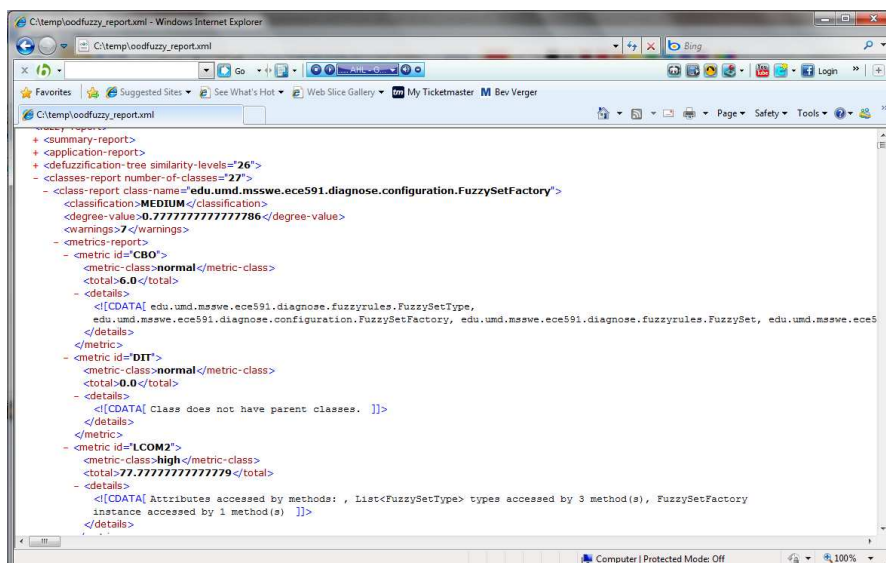 C:\temp\oodfuzzy_report.xml - Windows Internet Explorer
C:\temp\oodfuzzy_report.xml
Bing
Go
Login
Favorites
Suggested Sites
See What's Hot
Web Slice Gallery
My Ticketmaster
Bev Verger
C:\temp\oodfuzzy_report.xml
Page
Safety
Tools
+ <summary-report>
+ <application-report>
+ <defuzzification-tree similarity-levels="26">
- <classes-report number-of-classes="27">
- <class-report class-name="edu.umd.msswe.ece591.diagnose.configuration.FuzzySetFactory">
<classification>MEDIUM</classification>
<degree-value>0.7777777777777786</degree-value>
<warnings>7</warnings>
- <metrics-report>
- <metric id="CBO">
<metric-class>normal</metric-class>
<total>6.0</total>
- <details>
<![CDATA[ edu.umd.msswe.ece591.diagnose.fuzzyrules.FuzzySetType,
edu.umd.msswe.ece591.diagnose.configuration.FuzzySetFactory, edu.umd.msswe.ece591.diagnose.fuzzyrules.FuzzySet, edu.umd.msswe.ece5
</details>
</metric>
- <metric id="DIT">
<metric-class>normal</metric-class>
<total>0.0</total>
- <details>
<![CDATA[ Class does not have parent classes.  ]]>
</details>
</metric>
- <metric id="LCOM2">
<metric-class>high</metric-class>
<total>77.77777777777779</total>
- <details>
<![CDATA[ Attributes accessed by methods: , List<FuzzySetType> types accessed by 3 method(s), FuzzySetFactory
instance accessed by 1 method(s)  ]]>
</details>
Computer | Protected Mode: Off
100%